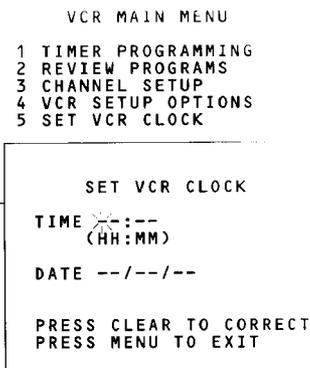 VCR MAIN MENU
1 TIMER PROGRAMMING
2 REVIEW PROGRAMS
3 CHANNEL SETUP
4 VCR SETUP OPTIONS
5 SET VCR CLOCK
SET VCR CLOCK
TIME --:--
(HH:MM)
DATE --/--/--
PRESS CLEAR TO CORRECT
PRESS MENU TO EXIT